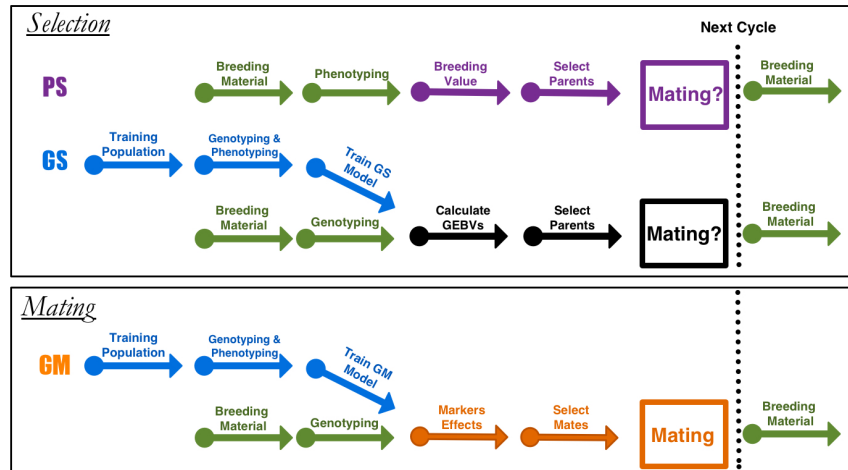 Selection
Next Cycle
PS
Breeding
Material
Phenotyping
Breeding
Value
Select
Parents
Mating?
Breeding
Material
GS
Training
Population
Genotyping &
Phenotyping
Train GS
Model
Breeding
Material
Genotyping
Calculate
GEBVs
Select
Parents
Mating?
Breeding
Material
Mating
GM
Training
Population
Genotyping &
Phenotyping
Train GM
Model
Breeding
Material
Genotyping
Markers
Effects
Select
Mates
Mating
Breeding
Material